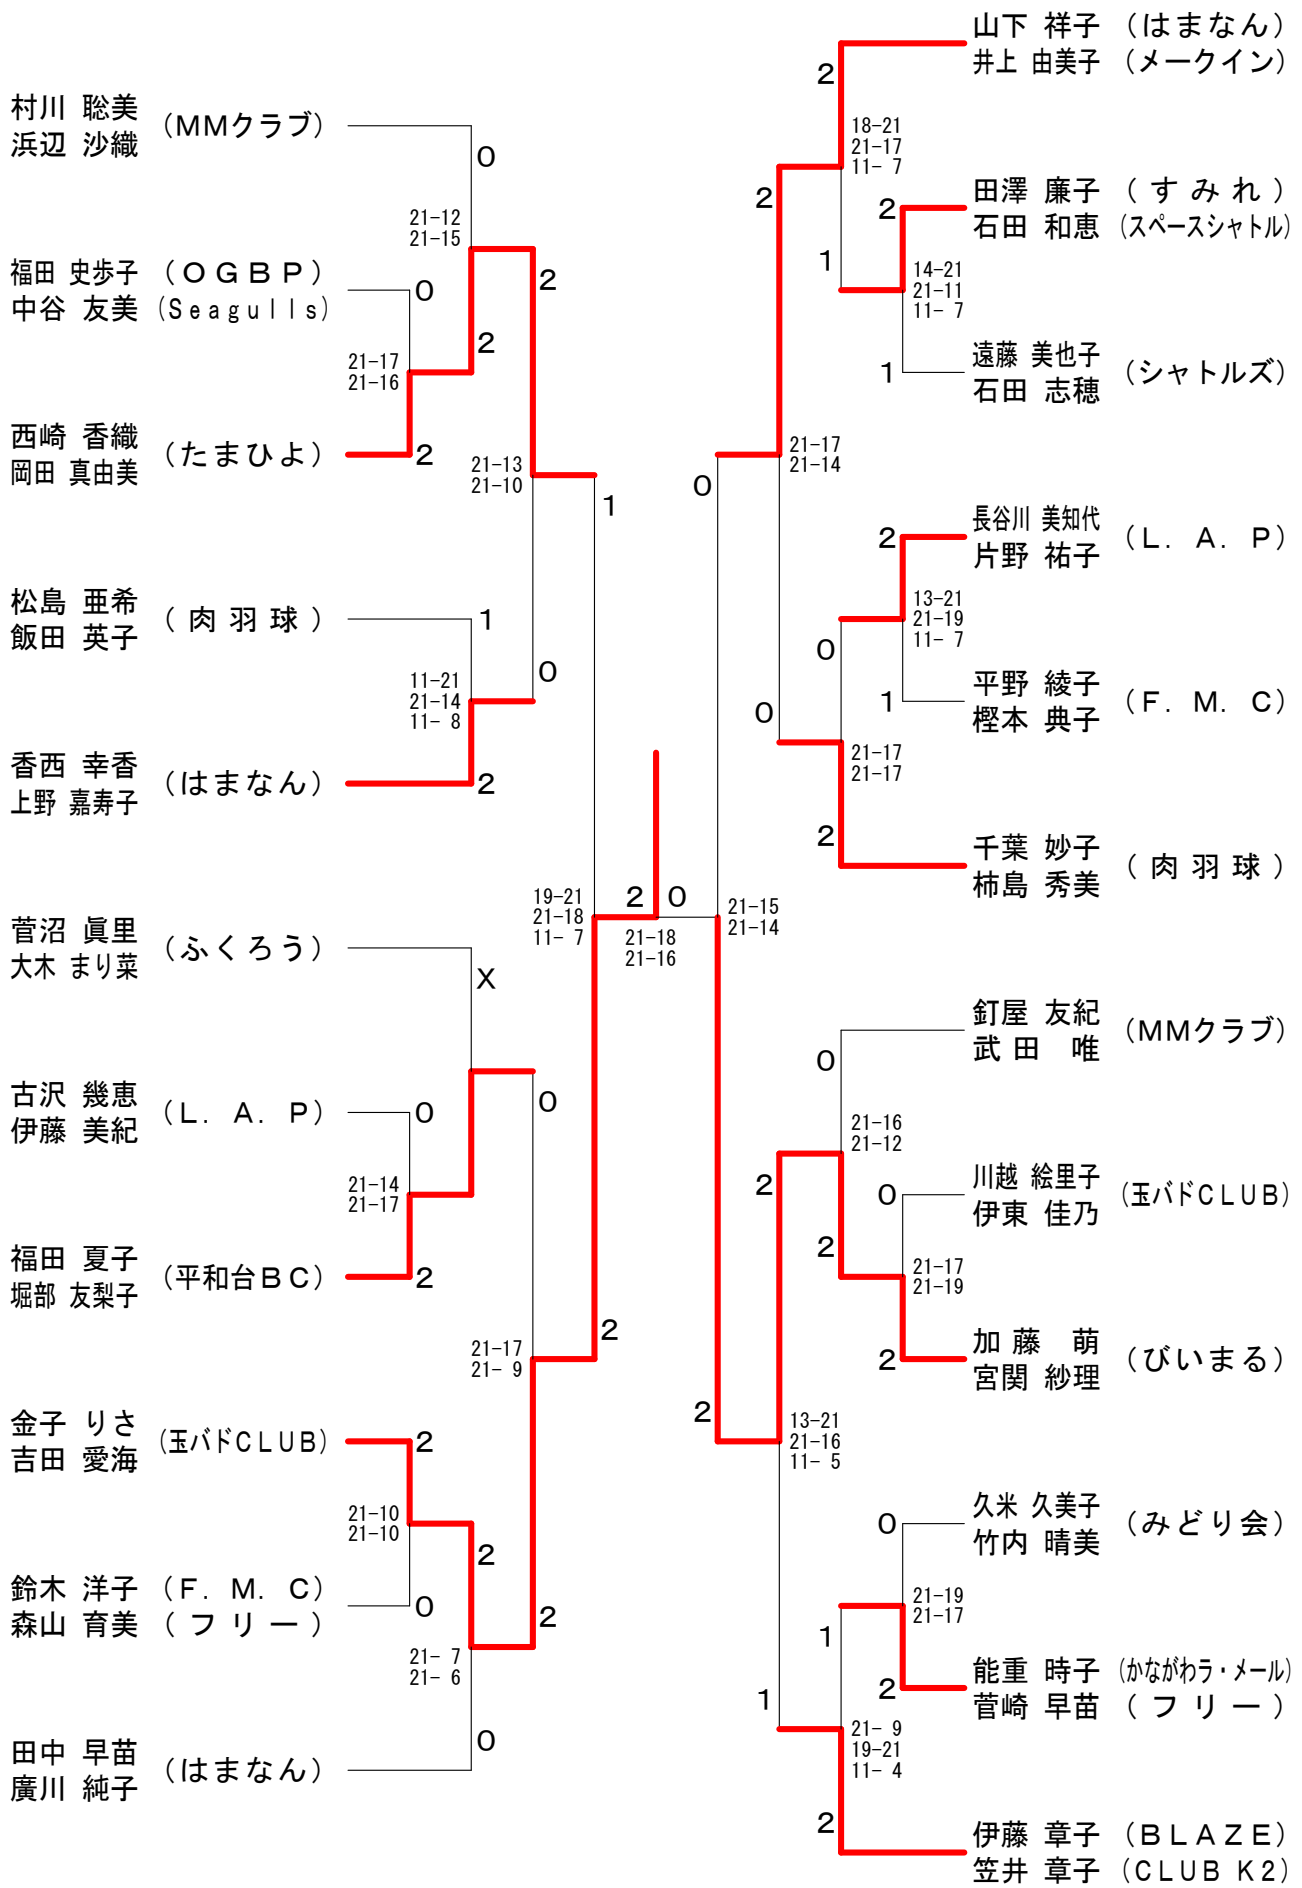 村川 聡美
浜辺 沙織
(MMクラブ)
0
21-12
21-15
福田 史歩子 (OGBP)
中谷 友美 (Seagulls)
0
2
2
21-17
21-16
西崎 香織
岡田 真由美
(たまひよ)
2
21-13
21-10
1
松島 亜希
飯田 英子
(肉羽球)
1
0
11-21
21-14
11- 8
香西 幸香
上野 嘉寿子
(はまなん)
2
菅沼 眞里
大木 まり菜
(ふくろう)
X
19-21
21-18
11- 7
古沢 幾恵
伊藤 美紀
(L. A. P)
0
0
21-14
21-17
福田 夏子
堀部 友梨子
(平和台BC)
2
21-17
21- 9
2
金子 りさ
吉田 愛海
(玉バドCLUB)
2
21-10
21-10
2
2
鈴木 洋子 (F. M. C)
森山 育美 (フリー)
0
21- 7
21- 6
田中 早苗
廣川 純子
(はまなん)
0
2 0
21-18
21-16
山下 祥子 (はまなん)
井上 由美子 (メークイン)
2
18-21
21-17
11- 7
2
田澤 廉子 (すみれ)
石田 和恵 (スペースシャトル)
2
1
14-21
21-11
11- 7
遠藤 美也子
石田 志穂
(シャトルズ)
1
21-17
21-14
0
長谷川 美知代
片野 祐子
(L. A. P)
2
13-21
21-19
11- 7
0
平野 綾子
樫本 典子
(F. M. C)
1
0
21-17
21-17
千葉 妙子
柿島 秀美
(肉羽球)
2
21-15
21-14
釘屋 友紀
武田 唯
(MMクラブ)
0
21-16
21-12
川越 絵里子
伊東 佳乃
(玉バドCLUB)
0
2
2
21-17
21-19
加藤 萌
宮関 紗理
(びいまる)
2
2
13-21
21-16
11- 5
久米 久美子
竹内 晴美
(みどり会)
0
21-19
21-17
1
能重 時子 (かながわラ・メール)
菅崎 早苗 (フリー)
2
1
21- 9
19-21
11- 4
伊藤 章子 (BLAZE)
笠井 章子 (CLUB K2)
2